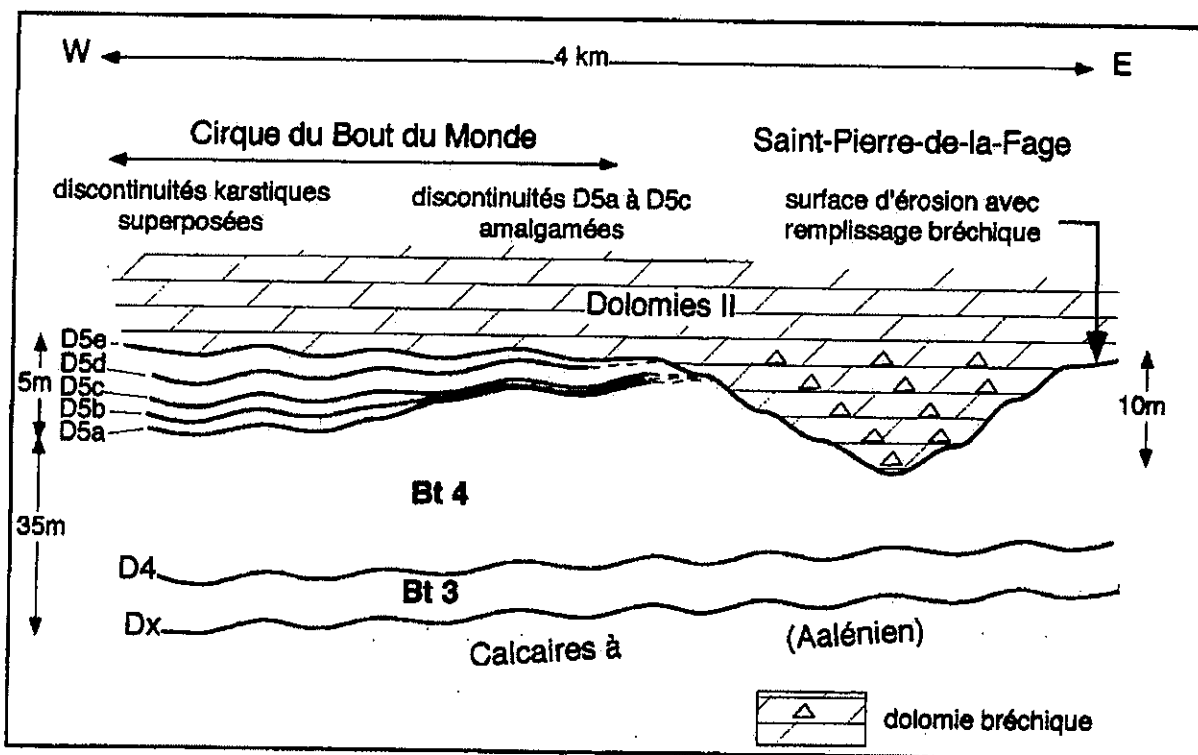 W 4 km E
Cirque du Bout du Monde
Saint-Pierre-de-la-Fage
discontinuités karstiques
superposées
discontinuités D5a à D5c
amalgamées
surface d'érosion avec
remplissage bréchique
Dolomies II
D5e
D5d
5m
D5c
D5b
D5a
10m
Bt 4
35m
D4
Bt 3
Dx
Calcaires à (Aalénien)
dolomie bréchique